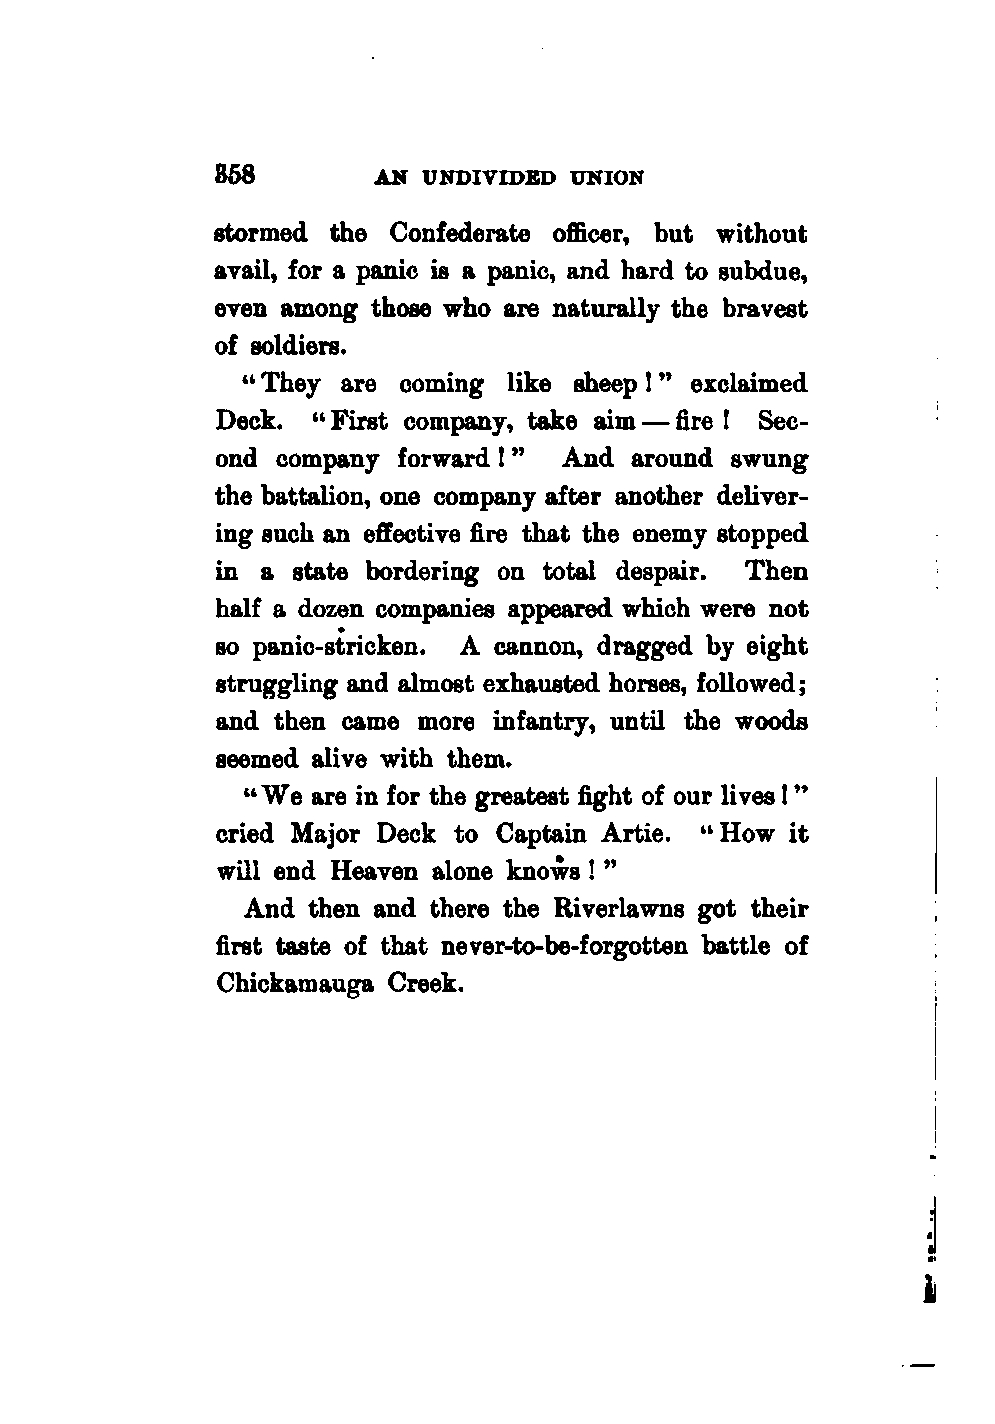 358 AN UNDIVIDED UNION
stormed the Confederate officer, but without
avail, for a panic is a panic, and hard to subdue,
even among those who are naturally the bravest
of soldiers.
"They are coming like sheep!" exclaimed
Deck. "First company, take aim — fire! Sec-
ond company forward!" And around swung
the battalion, one company after another deliver-
ing such an effective fire that the enemy stopped
in a state bordering on total despair. Then
half a dozen companies appeared which were not
so panic-stricken. A cannon, dragged by eight
struggling and almost exhausted horses, followed;
and then came more infantry, until the woods
seemed alive with them.
"We are in for the greatest fight of our lives!"
cried Major Deck to Captain Artie. "How it
will end Heaven alone knows!"
And then and there the Riverlawns got their
first taste of that never-to-be-forgotten battle of
Chickamauga Creek.